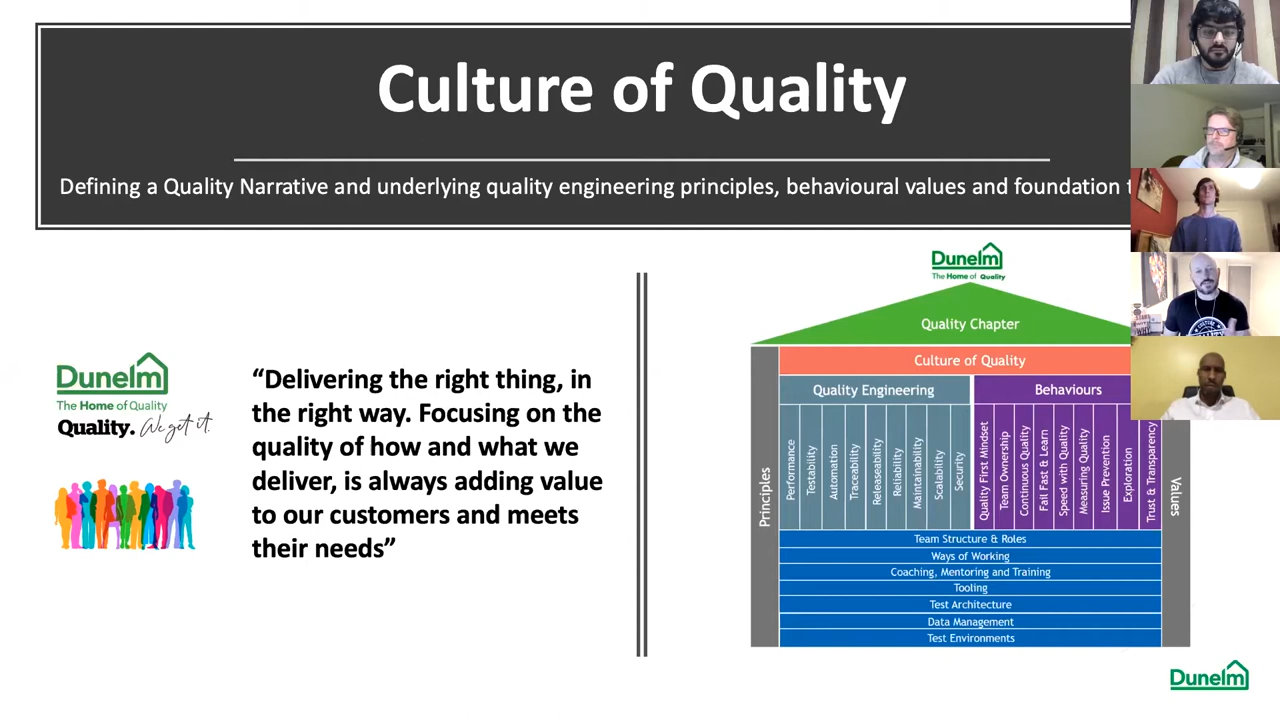 Culture of Quality
Defining a Quality Narrative and underlying quality engineering principles, behavioural values and foundation
Dunelm
The Home of Quality
Quality. We get it.
“Delivering the right thing, in
the right way. Focusing on the
quality of how and what we
deliver, is always adding value
to our customers and meets
their needs”
Dunelm
The Home of Quality
Quality Chapter
Culture of Quality
Quality Engineering
Behaviours
Principles
Performance
Testability
Automation
Traceability
Releaseability
Reliability
Maintainability
Scalability
Security
Quality First Mindset
Team Ownership
Continuous Quality
Fail Fast & Learn
Speed with Quality
Measuring Quality
Issue Prevention
Exploration
Trust & Transparency
Values
Team Structure & Roles
Ways of Working
Coaching, Mentoring and Training
Tooling
Test Architecture
Data Management
Test Environments
Dunelm